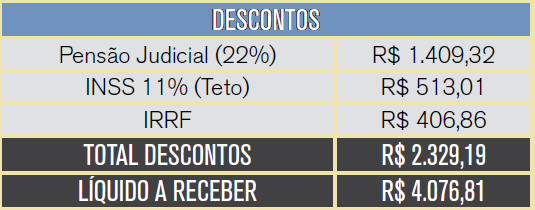 DESCONTOS
Pensão Judicial (22%) R$ 1.409,32
INSS 11% (Teto) R$ 513,01
IRRF R$ 406,86
TOTAL DESCONTOS R$ 2.329,19
LÍQUIDO A RECEBER R$ 4.076,81